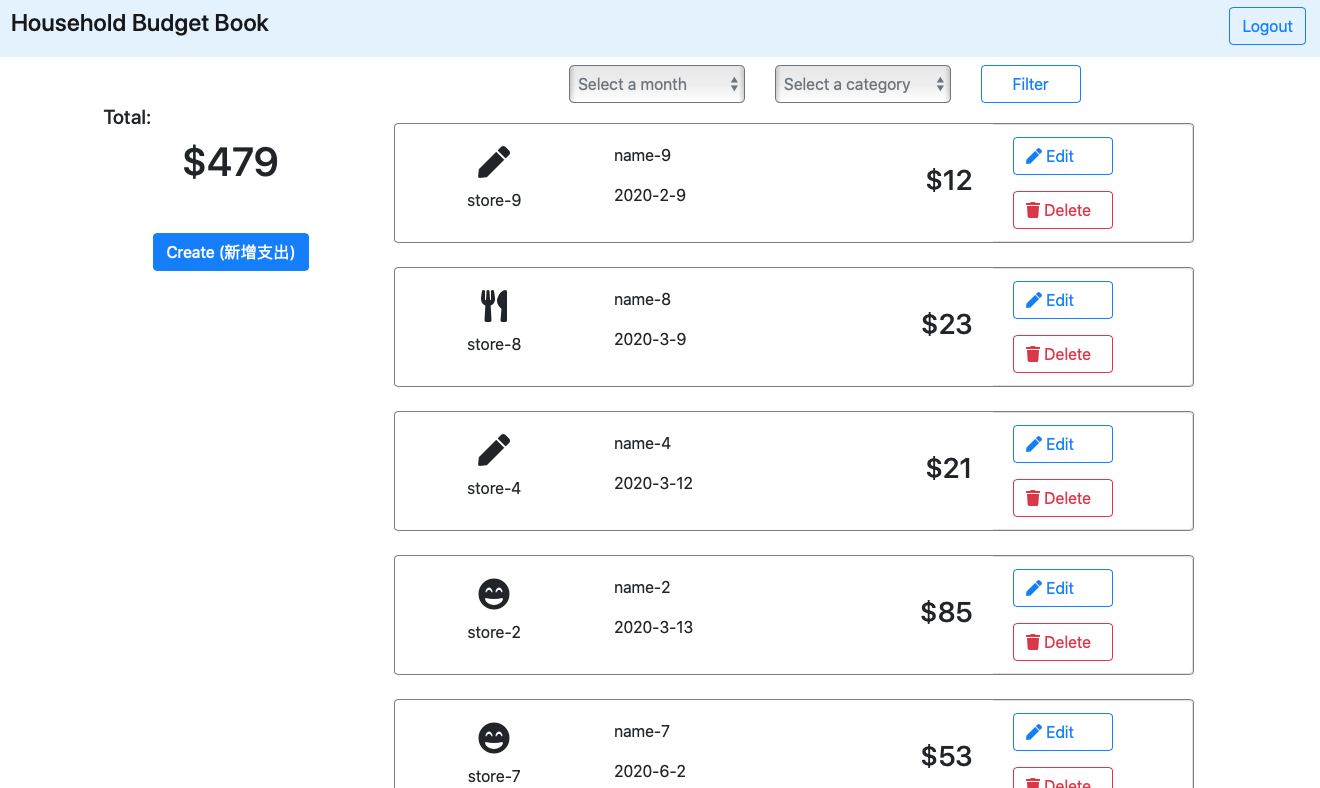 Household Budget Book
Logout
Select a month
Select a category
Filter
Total:
$479
Create (新增支出)
name-9
store-9
2020-2-9
$12
Edit
Delete
name-8
store-8
2020-3-9
$23
Edit
Delete
name-4
store-4
2020-3-12
$21
Edit
Delete
name-2
store-2
2020-3-13
$85
Edit
Delete
name-7
store-7
2020-6-2
$53
Edit
Delete